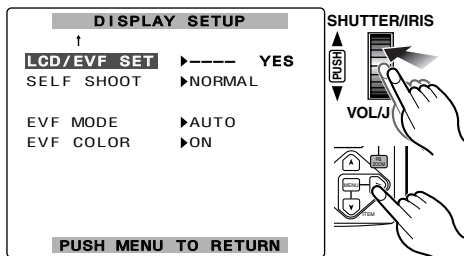 DISPLAY SETUP
LCD/EVF SET ---- YES
SELF SHOOT NORMAL
EVF MODE AUTO
EVF COLOR ON
PUSH MENU TO RETURN
SHUTTER/IRIS
PUSH
VOL/J
P.B. ZOOM
MENU
ITEM